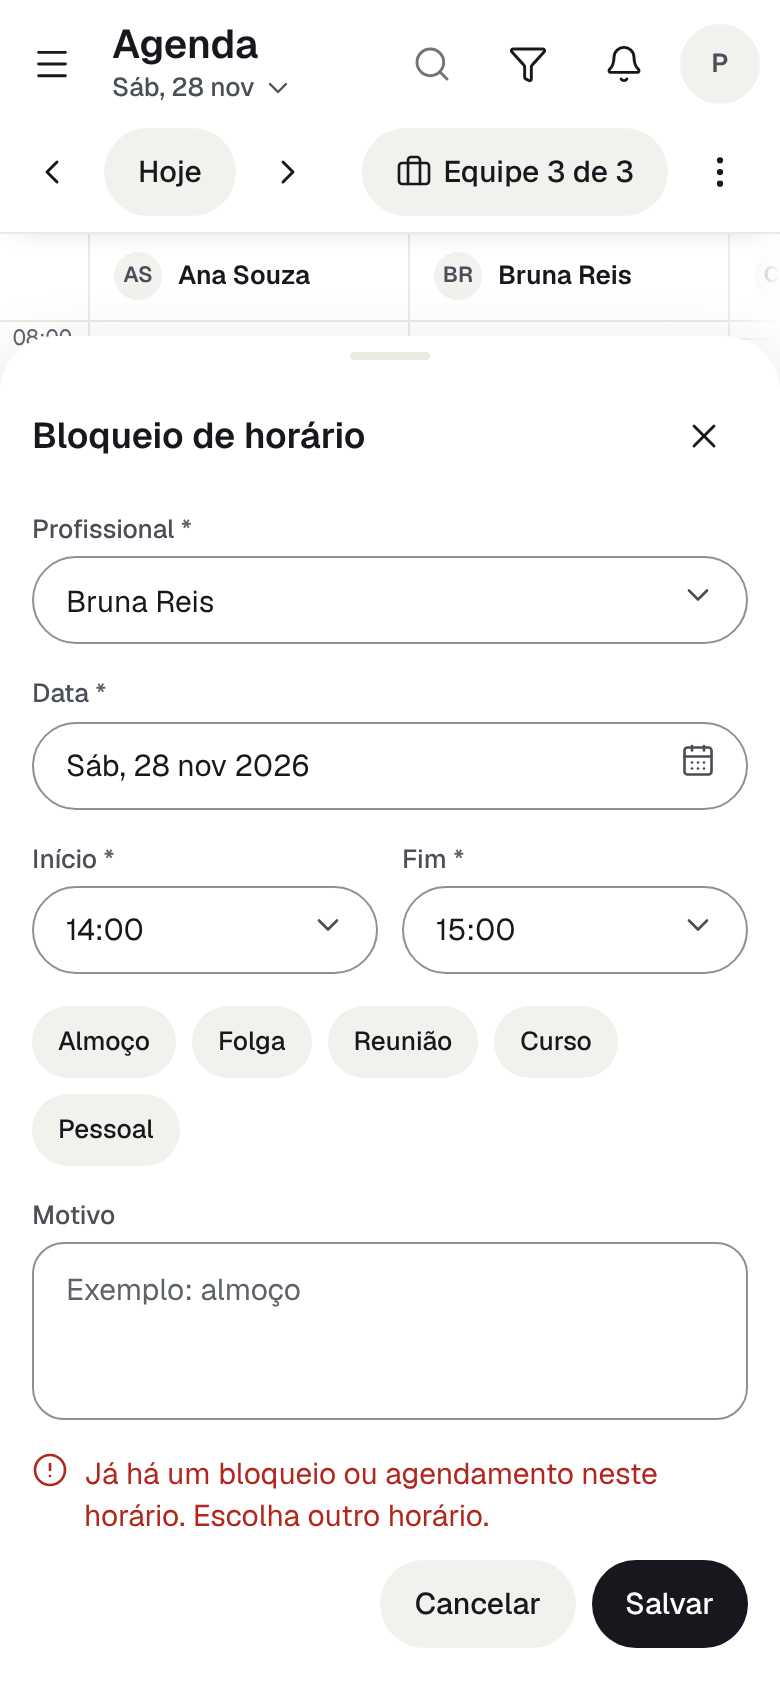 Agenda
Sáb, 28 nov
P
Hoje
Equipe 3 de 3
AS Ana Souza
BR Bruna Reis
08:00
Bloqueio de horário
Profissional *
Bruna Reis
Data *
Sáb, 28 nov 2026
Início *
Fim *
14:00
15:00
Almoço
Folga
Reunião
Curso
Pessoal
Motivo
Exemplo: almoço
Já há um bloqueio ou agendamento neste
horário. Escolha outro horário.
Cancelar
Salvar